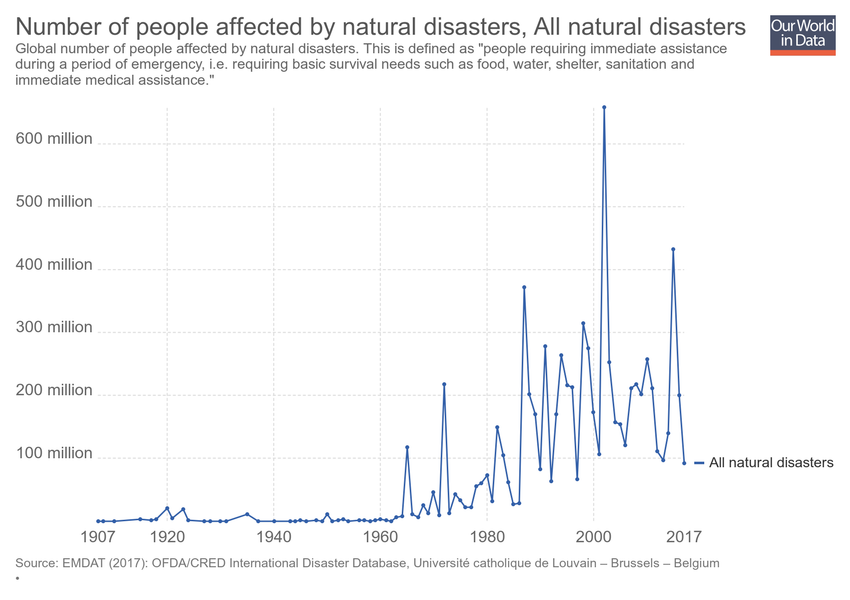 Number of people affected by natural disasters, All natural disasters
Our World
in Data
Global number of people affected by natural disasters. This is defined as "people requiring immediate assistance
during a period of emergency, i.e. requiring basic survival needs such as food, water, shelter, sanitation and
immediate medical assistance."
600 million
500 million
400 million
300 million
200 million
100 million
All natural disasters
1907
1920
1940
1960
1980
2000
2017
Source: EMDAT (2017): OFDA/CRED International Disaster Database, Université catholique de Louvain – Brussels – Belgium
•